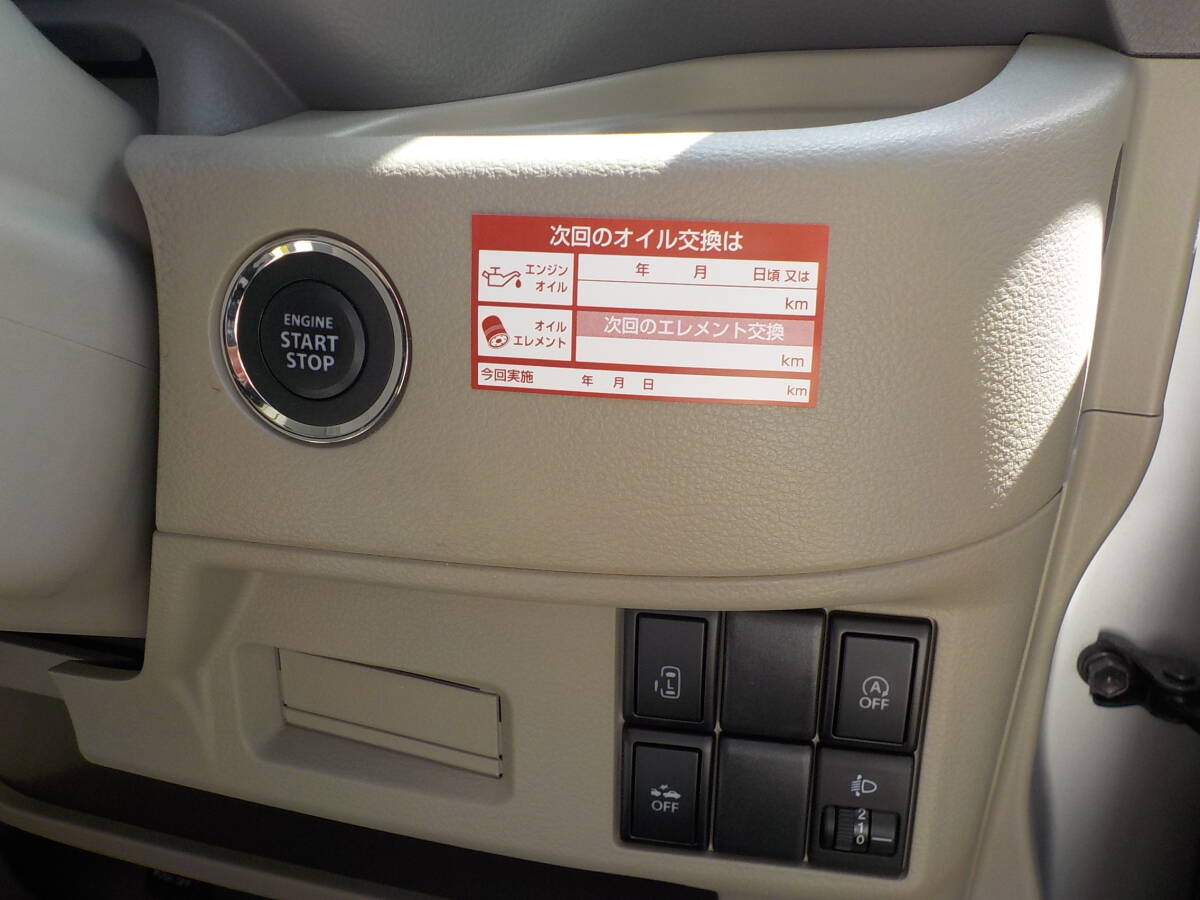 ENGINE
START
STOP
次回のオイル交換は
エンジン
オイル
年 月 日頃 又は
km
オイル
エレメント
次回のエレメント交換
km
今回実施 年 月 日 km
L
A
OFF
OFF
2
1
0